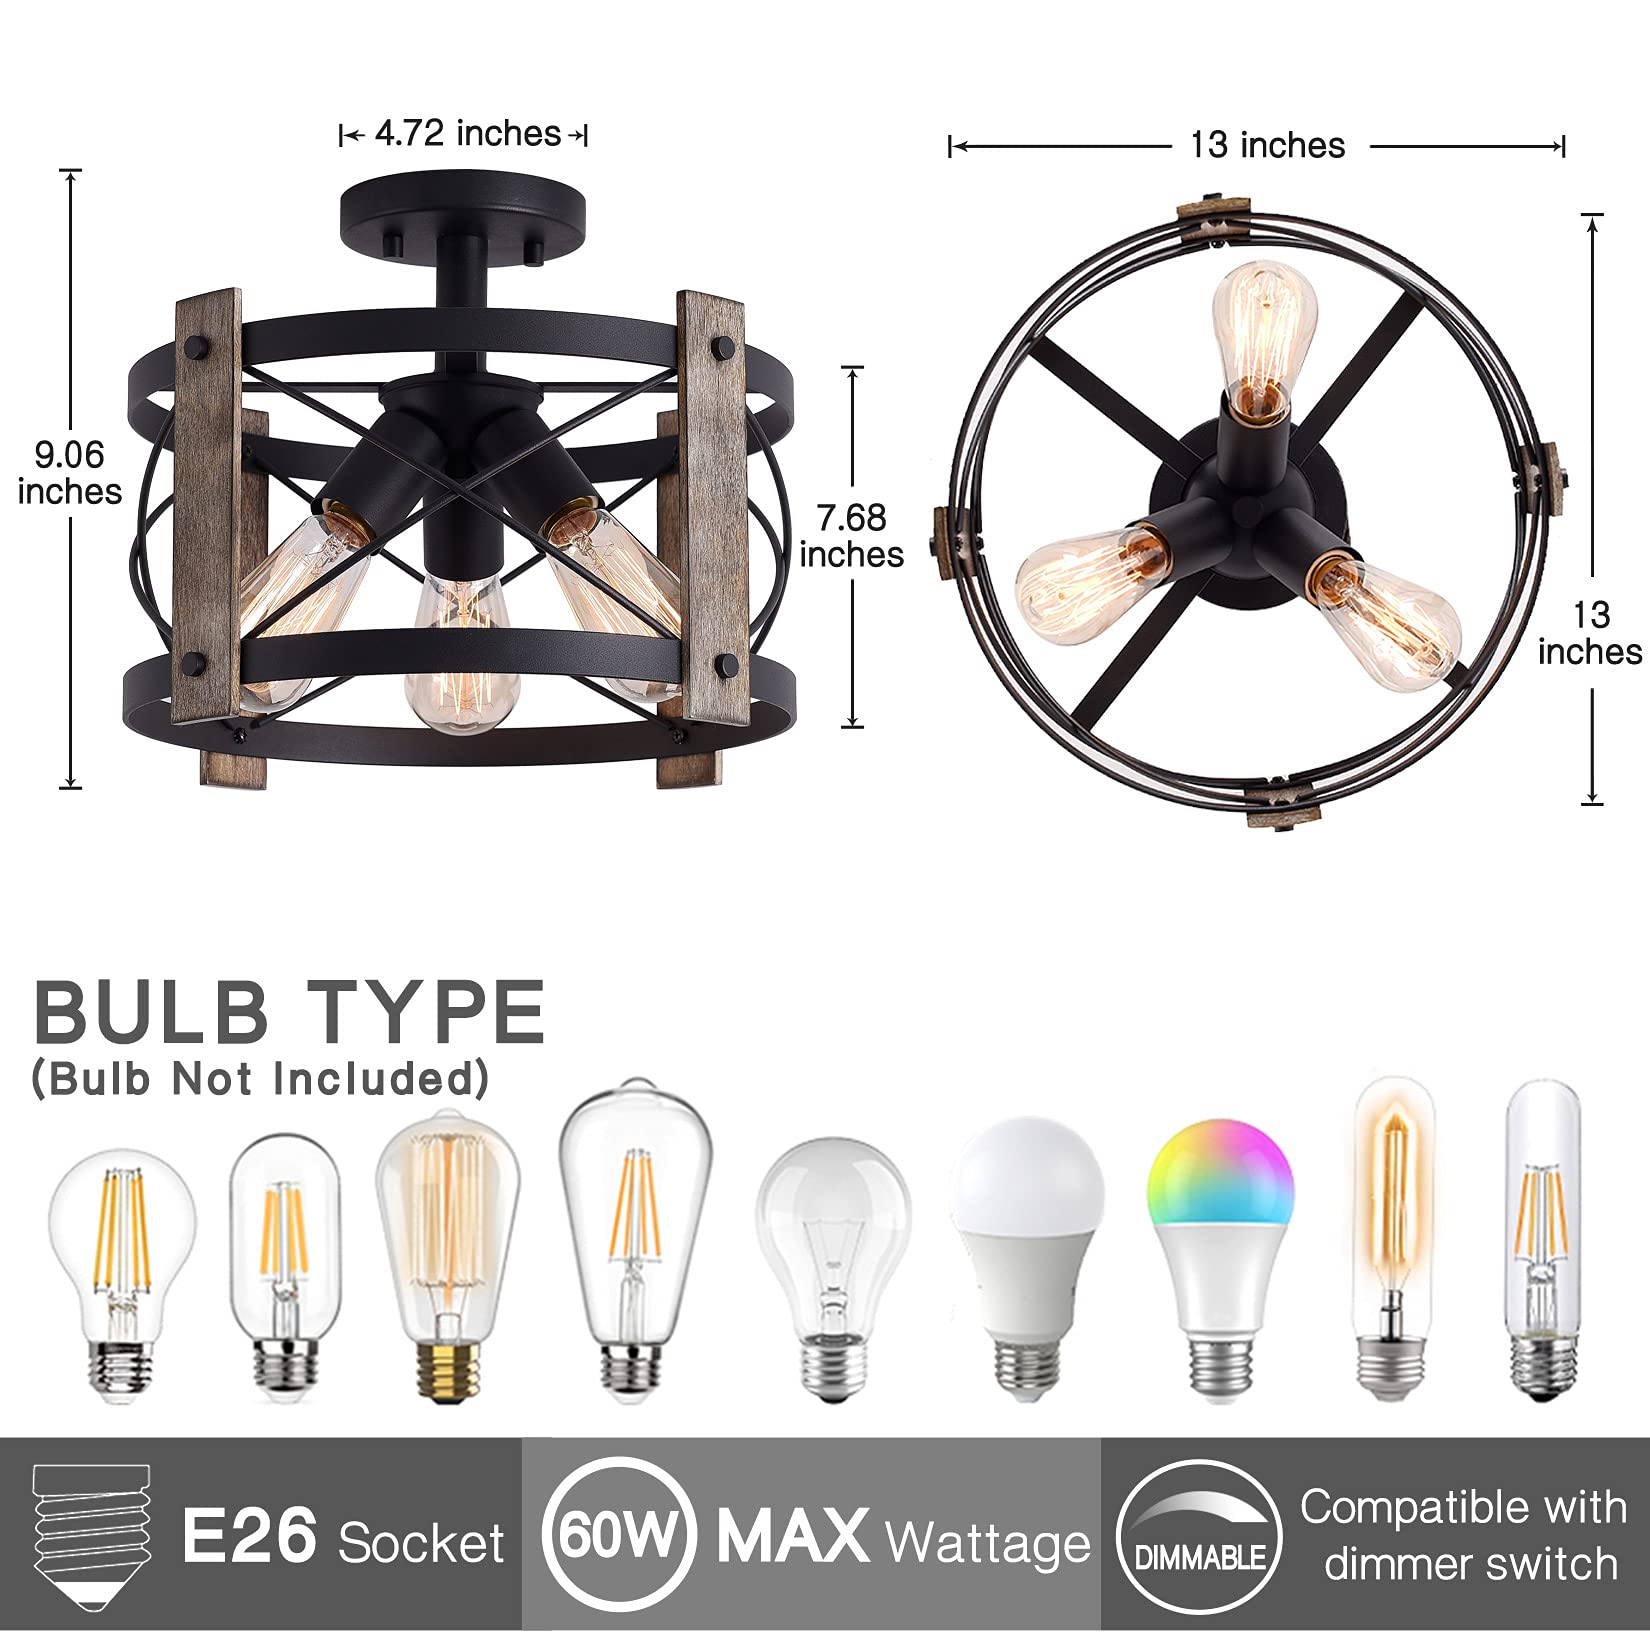 4.72 inches
13 inches
9.06
inches
7.68
inches
13
inches
BULB TYPE
(Bulb Not Included)
E26 Socket
60W MAX Wattage
DIMMABLE
Compatible with
dimmer switch